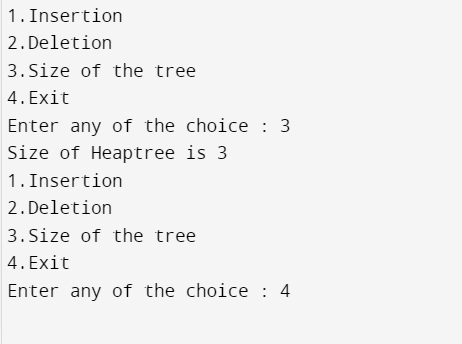 1.Insertion
2.Deletion
3.Size of the tree
4.Exit
Enter any of the choice : 3
Size of Heaptree is 3
1.Insertion
2.Deletion
3.Size of the tree
4.Exit
Enter any of the choice : 4